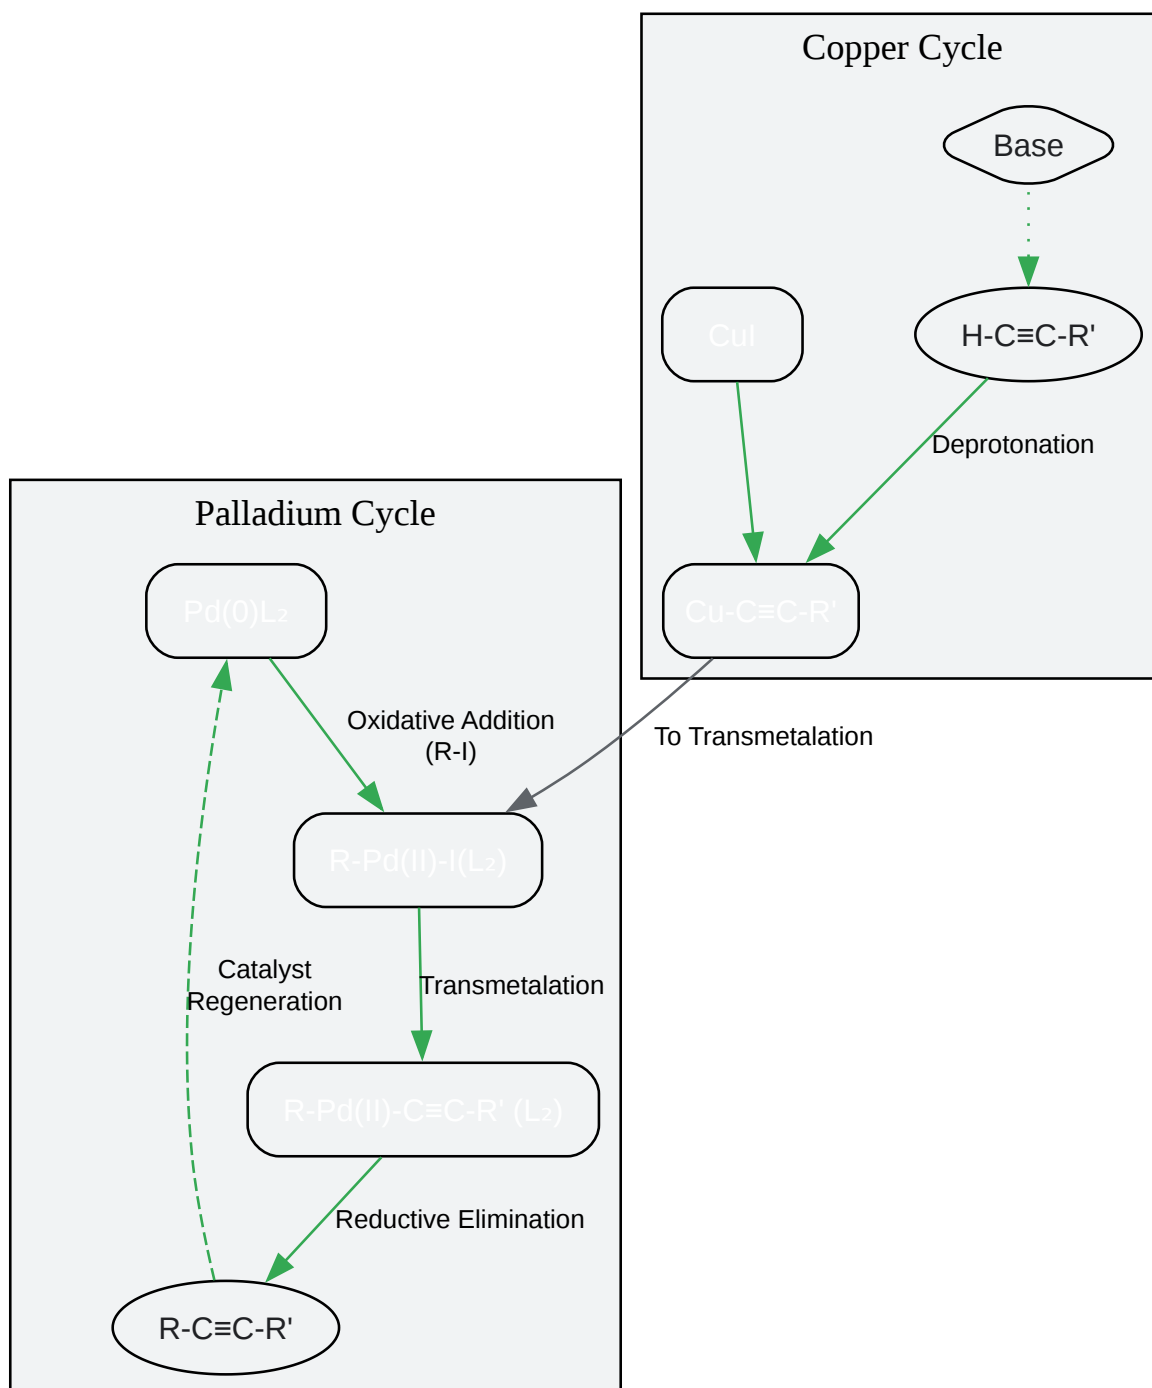 Copper Cycle
Base
CuI
H-C≡C-R'
Deprotonation
Cu-C≡C-R'
To Transmetalation
Palladium Cycle
Pd(0)L₂
Oxidative Addition
(R-I)
R-Pd(II)-I(L₂)
Catalyst
Regeneration
Transmetalation
R-Pd(II)-C≡C-R' (L₂)
Reductive Elimination
R-C≡C-R'